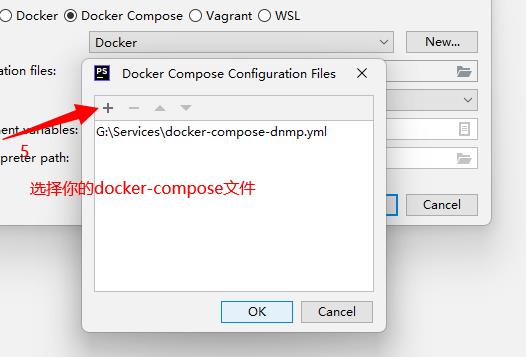 Docker Docker Compose Vagrant WSL
Docker New...
ation files:
PS Docker Compose Configuration Files
nent variables:
G:\Services\docker-compose-dnmp.yml
5
preter path:
选择你的docker-compose文件
Cancel
OK Cancel